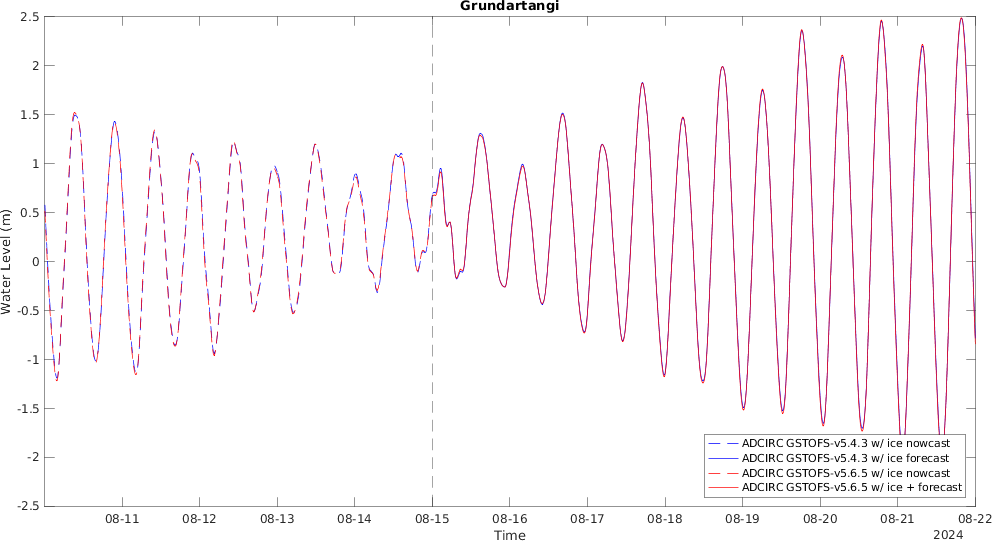 Grundartangi
2.5
2
1.5
1
0.5
0
-0.5
-1
-1.5
-2
-2.5
Water Level (m)
08-11 08-12 08-13 08-14 08-15 08-16 08-17 08-18 08-19 08-20 08-21 08-22
Time
2024
ADCIRC GSTOFS-v5.4.3 w/ ice nowcast
ADCIRC GSTOFS-v5.4.3 w/ ice forecast
ADCIRC GSTOFS-v5.6.5 w/ ice nowcast
ADCIRC GSTOFS-v5.6.5 w/ ice + forecast